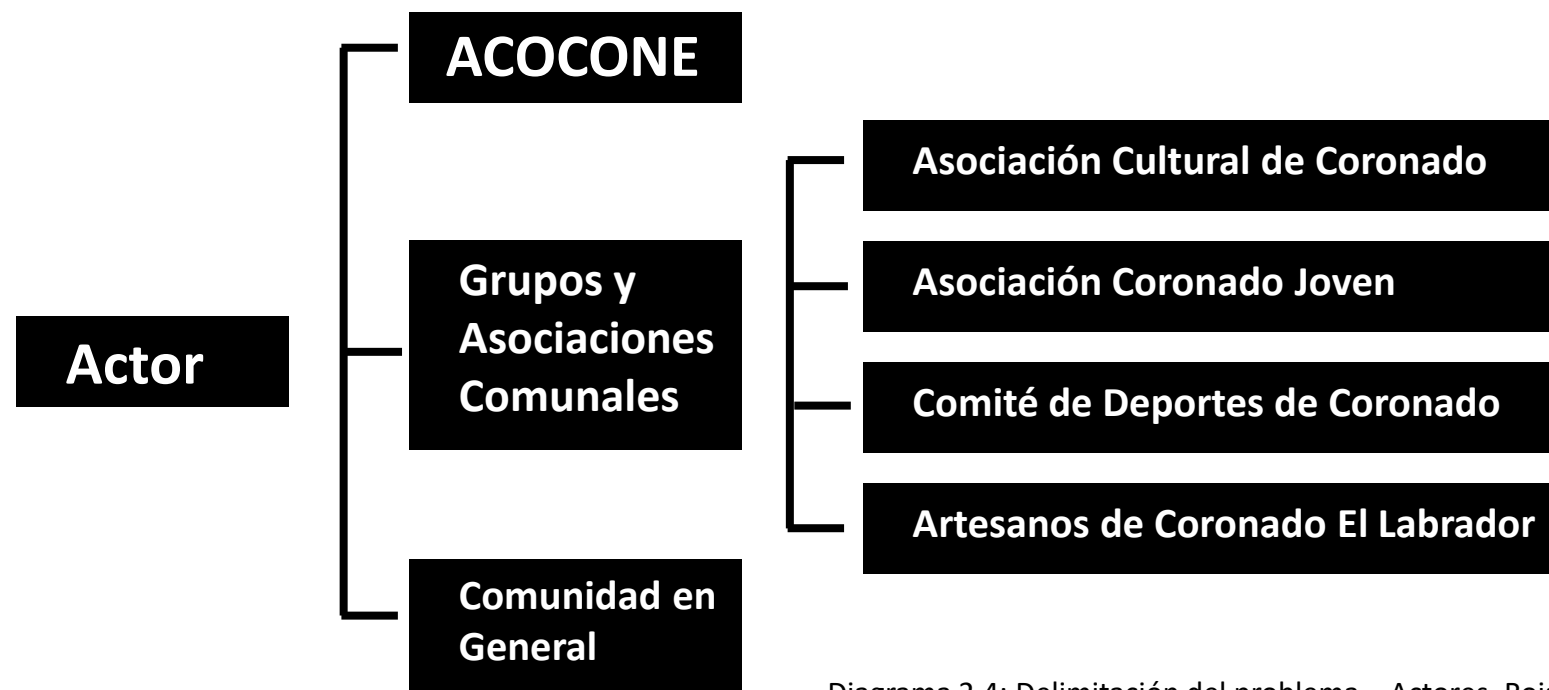 ACOCONE
Asociación Cultural de Coronado
Grupos y
Asociaciones
Comunales
Asociación Coronado Joven
Actor
Comité de Deportes de Coronado
Artesanos de Coronado El Labrador
Comunidad en
General
Diagrama 2.4: Delimitación del problema – Actores.